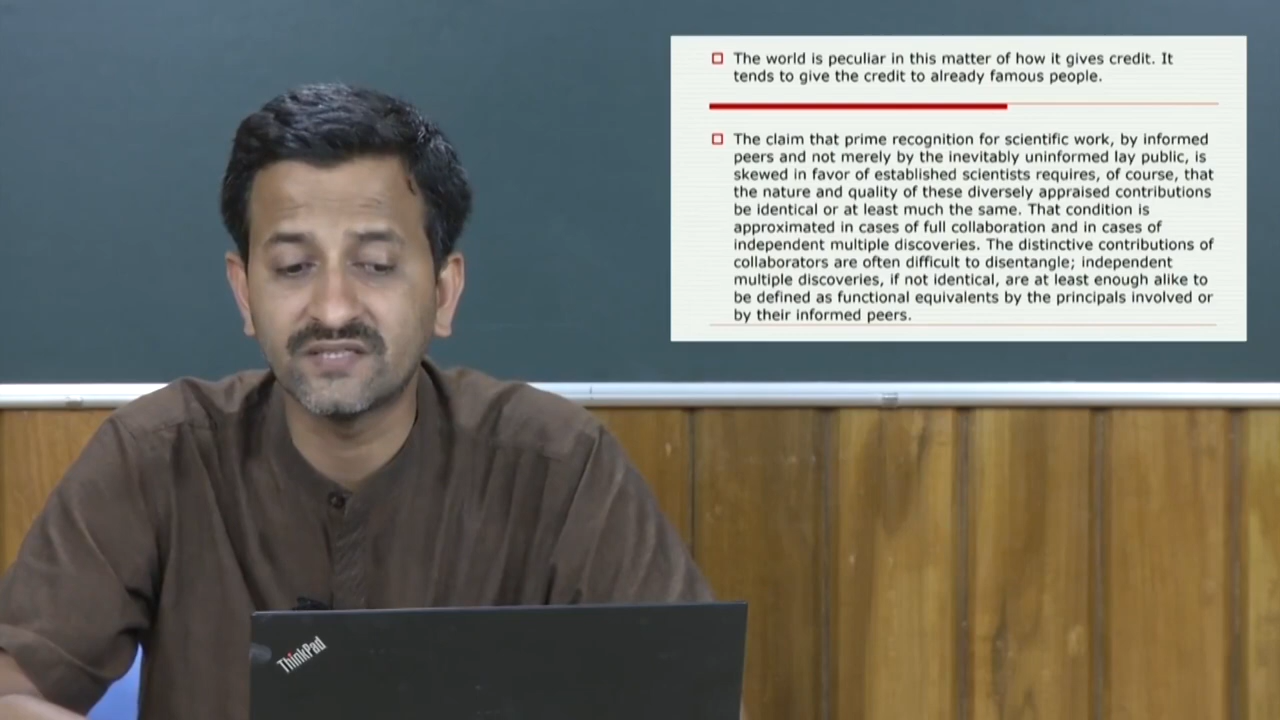 The world is peculiar in this matter of how it gives credit. It
tends to give the credit to already famous people.
The claim that prime recognition for scientific work, by informed
peers and not merely by the inevitably uninformed lay public, is
skewed in favor of established scientists requires, of course, that
the nature and quality of these diversely appraised contributions
be identical or at least much the same. That condition is
approximated in cases of full collaboration and in cases of
independent multiple discoveries. The distinctive contributions of
collaborators are often difficult to disentangle; independent
multiple discoveries, if not identical, are at least enough alike to
be defined as functional equivalents by the principals involved or
by their informed peers.
ThinkPad